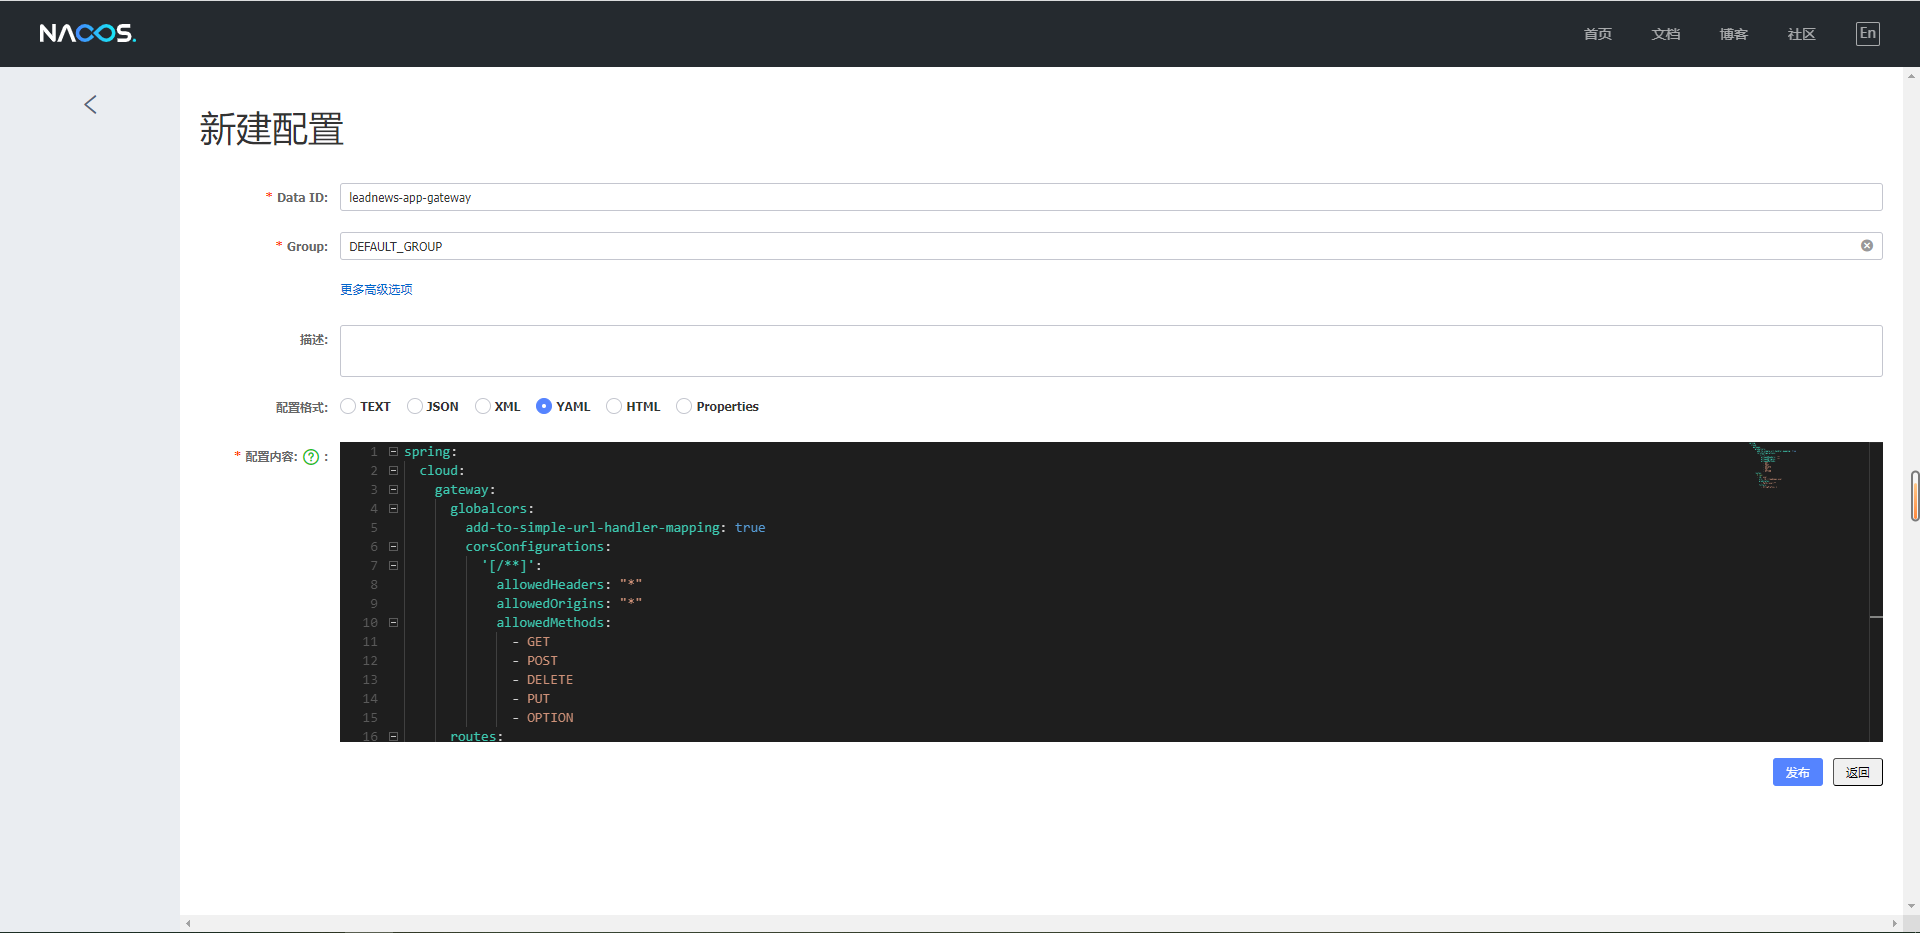 NACOS.
首页 文档 博客 社区 En
新建配置
* Data ID: leadnews-app-gateway
* Group: DEFAULT_GROUP
更多高级选项
描述:
配置格式: TEXT JSON XML YAML HTML Properties
* 配置内容: ? :
1 spring:
2 cloud:
3 gateway:
4 globalcors:
5 add-to-simple-url-handler-mapping: true
6 corsConfigurations:
7 '[/**]':
8 allowedHeaders: "*"
9 allowedOrigins: "*"
10 allowedMethods:
11 - GET
12 - POST
13 - DELETE
14 - PUT
15 - OPTION
16 routes:
发布 返回